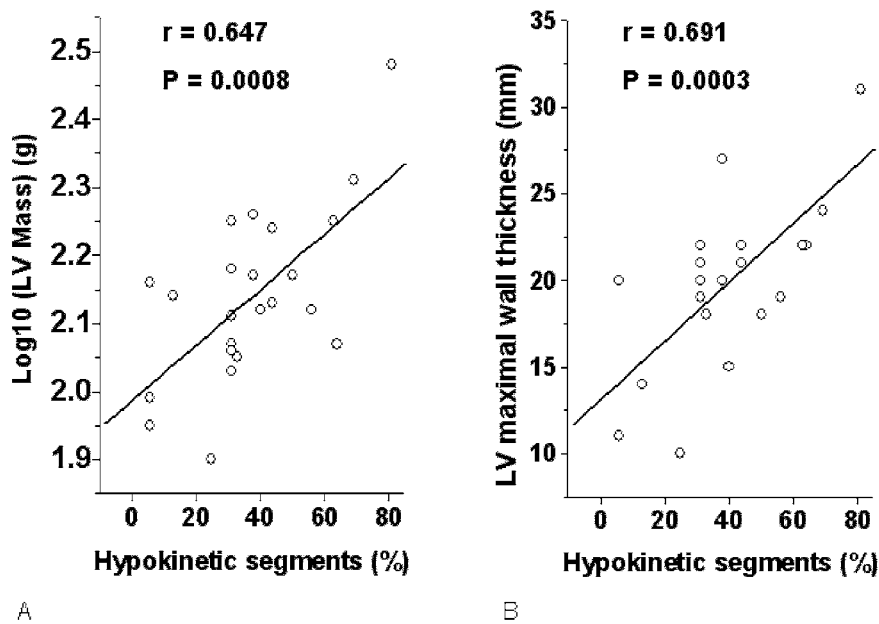 r = 0.647
P = 0.0008
Log10 (LV Mass) (g)
2.5
2.4
2.3
2.2
2.1
2.0
1.9
0 20 40 60 80
Hypokinetic segments (%)
A
r = 0.691
P = 0.0003
LV maximal wall thickness (mm)
35
30
25
20
15
10
0 20 40 60 80
Hypokinetic segments (%)
B